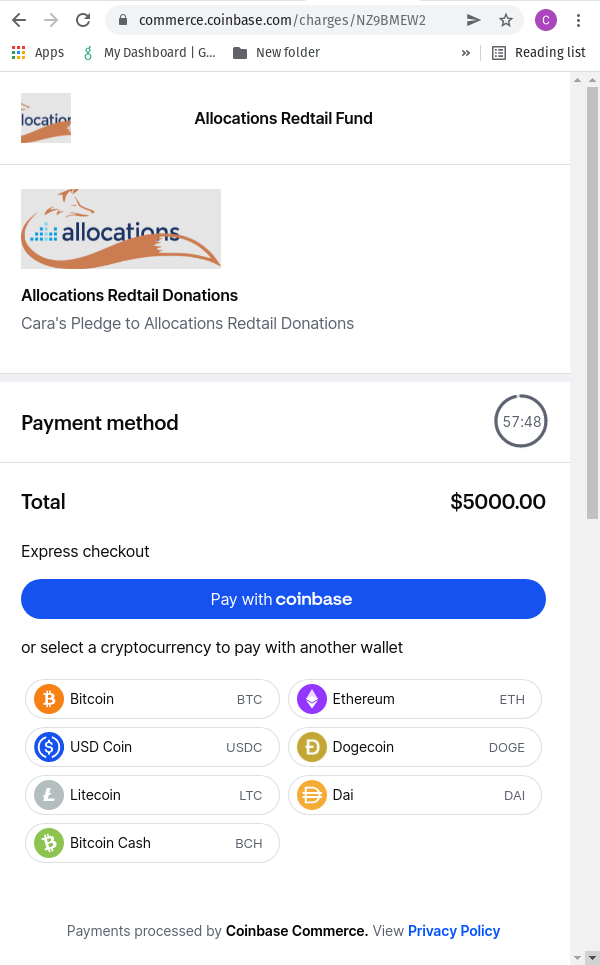 commerce.coinbase.com/charges/NZ9BMEW2
C
Apps
My Dashboard | G...
New folder
»
Reading list
locatior
Allocations Redtail Fund
allocations
Allocations Redtail Donations
Cara's Pledge to Allocations Redtail Donations
Payment method
57:48
Total
$5000.00
Express checkout
Pay with coinbase
or select a cryptocurrency to pay with another wallet
Bitcoin BTC
Ethereum ETH
USD Coin USDC
Dogecoin DOGE
Litecoin LTC
Dai DAI
Bitcoin Cash BCH
Payments processed by Coinbase Commerce. View Privacy Policy